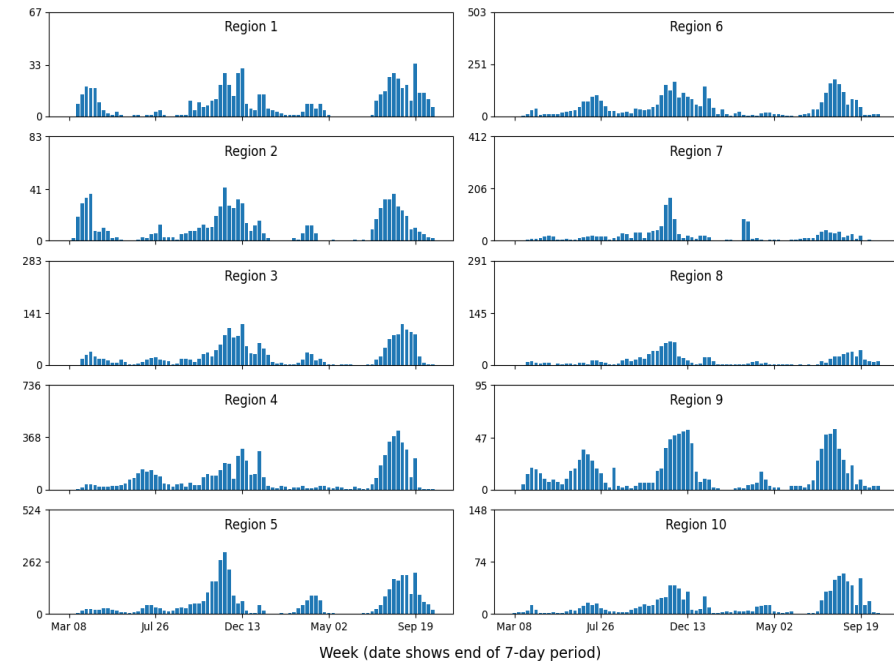 67
33
0
Region 1
503
251
0
Region 6
83
41
0
Region 2
412
206
0
Region 7
283
141
0
Region 3
291
145
0
Region 8
736
368
0
Region 4
95
47
0
Region 9
524
262
0
Region 5
148
74
0
Region 10
Mar 08 Jul 26 Dec 13 May 02 Sep 19
Mar 08 Jul 26 Dec 13 May 02 Sep 19
Week (date shows end of 7-day period)